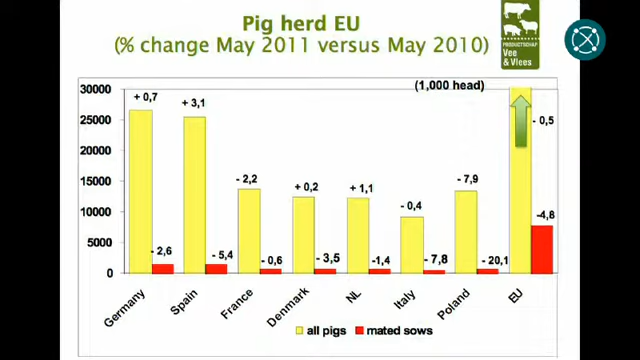 Pig herd EU
(% change May 2011 versus May 2010)
PRODUCTSCHAP
Vee
& Vlees
(1,000 head)
30000
25000
20000
15000
10000
5000
0
+ 0,7
+ 3,1
- 2,2
+ 0,2
+ 1,1
- 0,4
- 7,9
- 0,5
- 2,6
- 5,4
- 0,6
- 3,5
-1,4
- 7,8
- 20,1
-4,8
Germany
Spain
France
Denmark
NL
Italy
Poland
EU
all pigs
mated sows